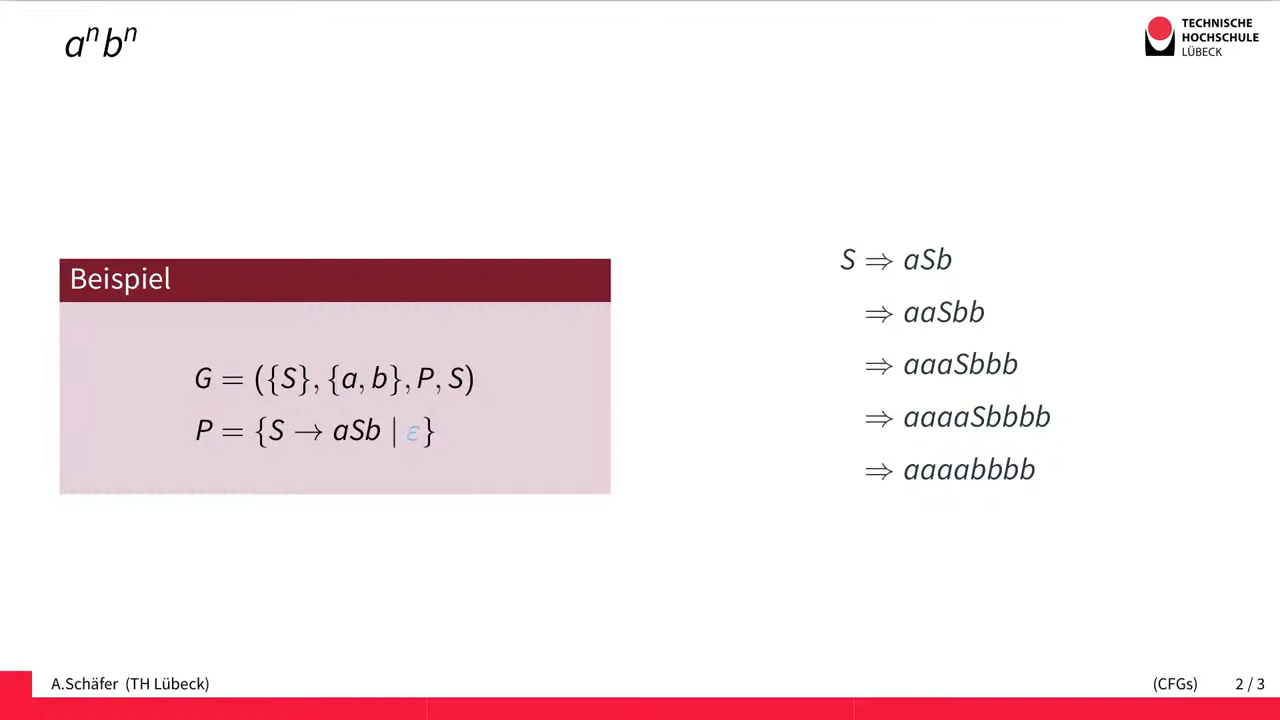 aⁿbⁿ
TECHNISCHE
HOCHSCHULE
LÜBECK
Beispiel
G = ({S}, {a, b}, P, S)
P = {S → aSb | ε}
S ⇒ aSb
⇒ aaSbb
⇒ aaaSbbb
⇒ aaaaSbbbb
⇒ aaaabbbb
A.Schäfer (TH Lübeck)
(CFGs) 2 / 3